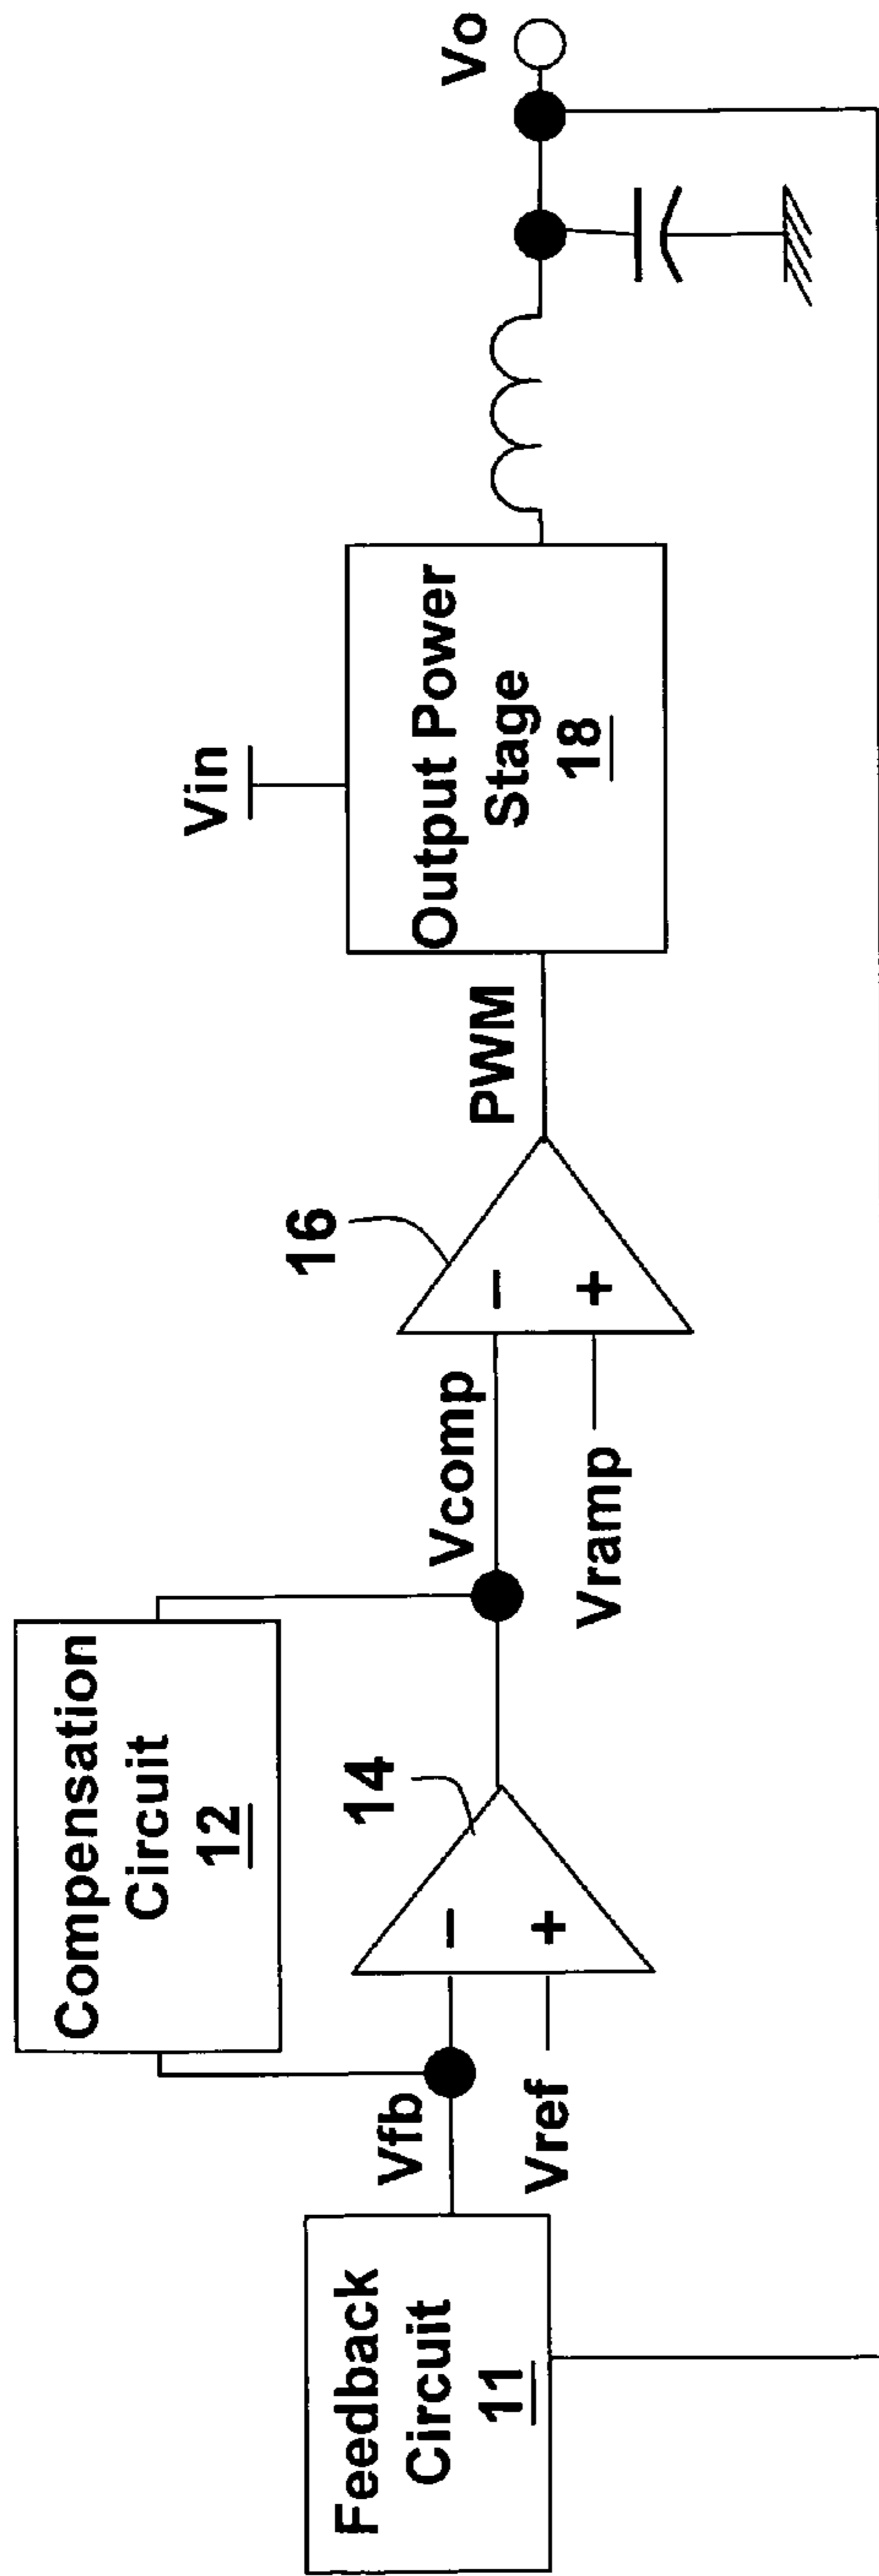 Feedback
Circuit
11
Vfb
Vref
Compensation
Circuit
12
14
−
+
Vcomp
Vramp
16
−
+
PWM
Vin
Output Power
Stage
18
Vo